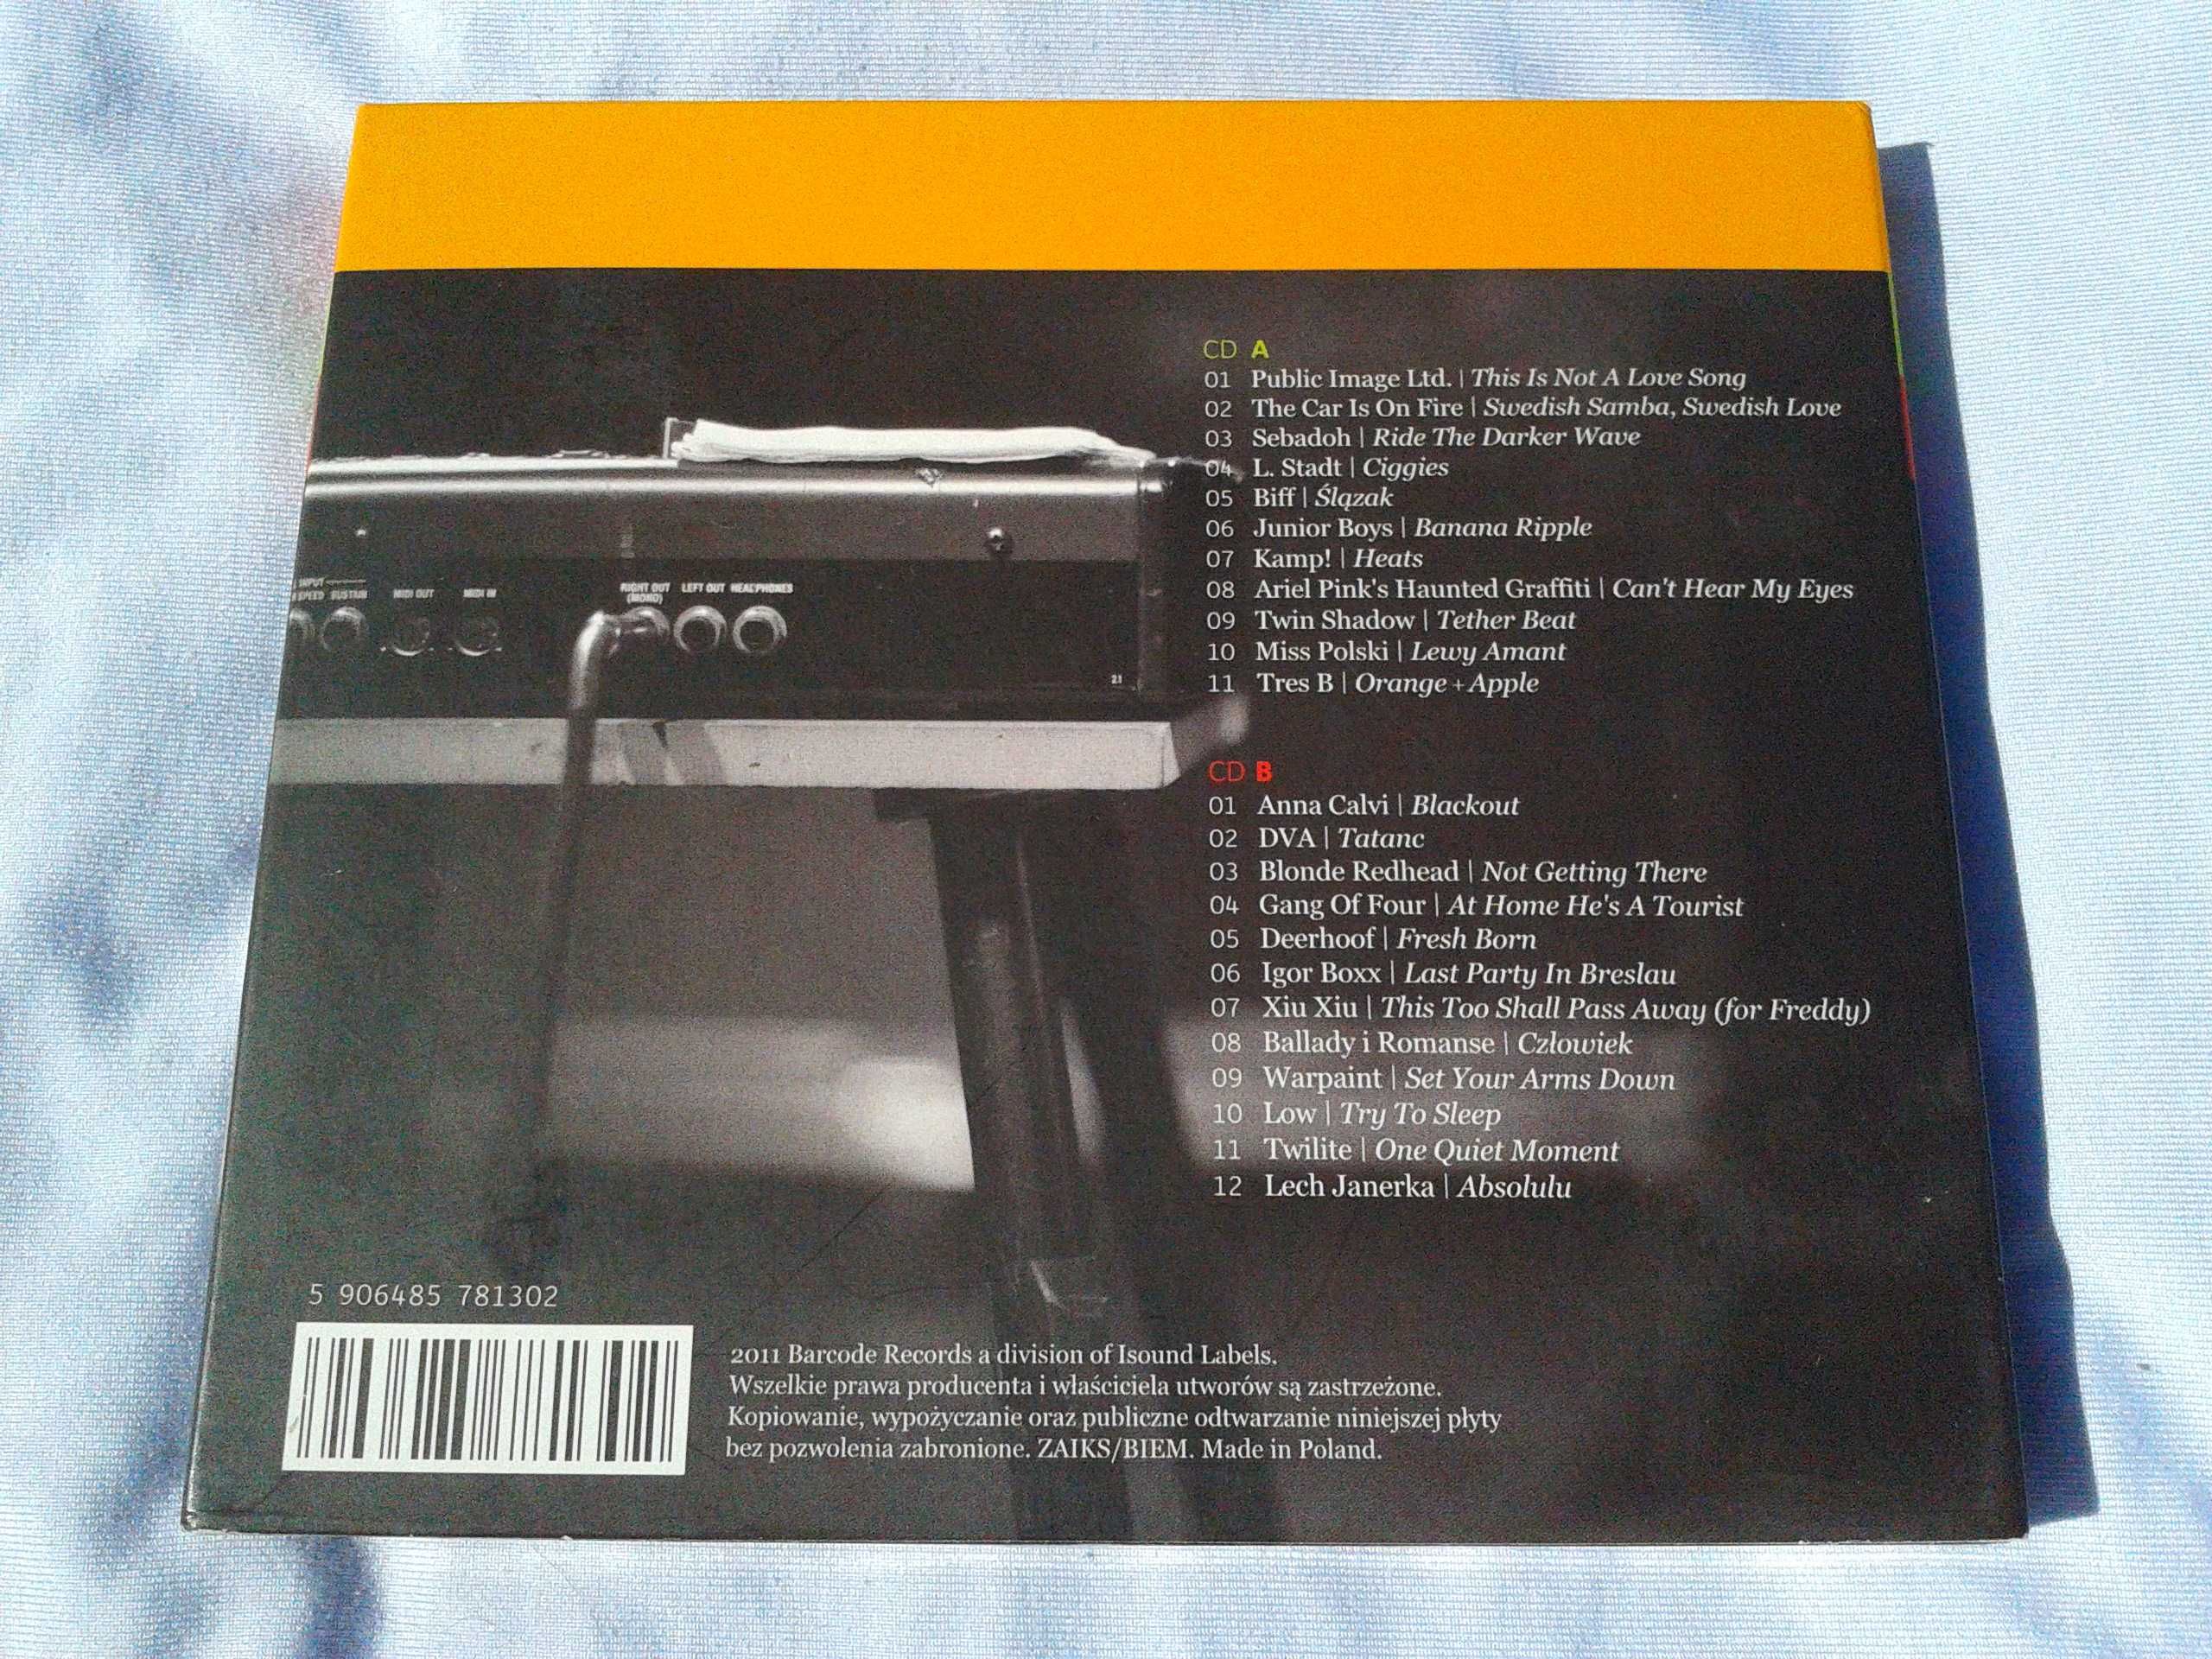 CD A
01 Public Image Ltd. | This Is Not A Love Song
02 The Car Is On Fire | Swedish Samba, Swedish Love
03 Sebadoh | Ride The Darker Wave
04 L. Stadt | Ciggies
05 Biff | Ślązak
06 Junior Boys | Banana Ripple
07 Kamp! | Heats
08 Ariel Pink's Haunted Graffiti | Can't Hear My Eyes
09 Twin Shadow | Tether Beat
10 Miss Polski | Lewy Amant
11 Tres B | Orange + Apple
INPUT
SPEED SUSTAIN MIDI OUT MIDI IN RIGHT OUT LEFT OUT HEADPHONES
(MONO)
21
CD B
01 Anna Calvi | Blackout
02 DVA | Tatanc
03 Blonde Redhead | Not Getting There
04 Gang Of Four | At Home He's A Tourist
05 Deerhoof | Fresh Born
06 Igor Boxx | Last Party In Breslau
07 Xiu Xiu | This Too Shall Pass Away (for Freddy)
08 Ballady i Romanse | Człowiek
09 Warpaint | Set Your Arms Down
10 Low | Try To Sleep
11 Twilite | One Quiet Moment
12 Lech Janerka | Absolulu
5 906485 781302
2011 Barcode Records a division of Isound Labels.
Wszelkie prawa producenta i właściciela utworów są zastrzeżone.
Kopiowanie, wypożyczanie oraz publiczne odtwarzanie niniejszej płyty
bez pozwolenia zabronione. ZAIKS/BIEM. Made in Poland.